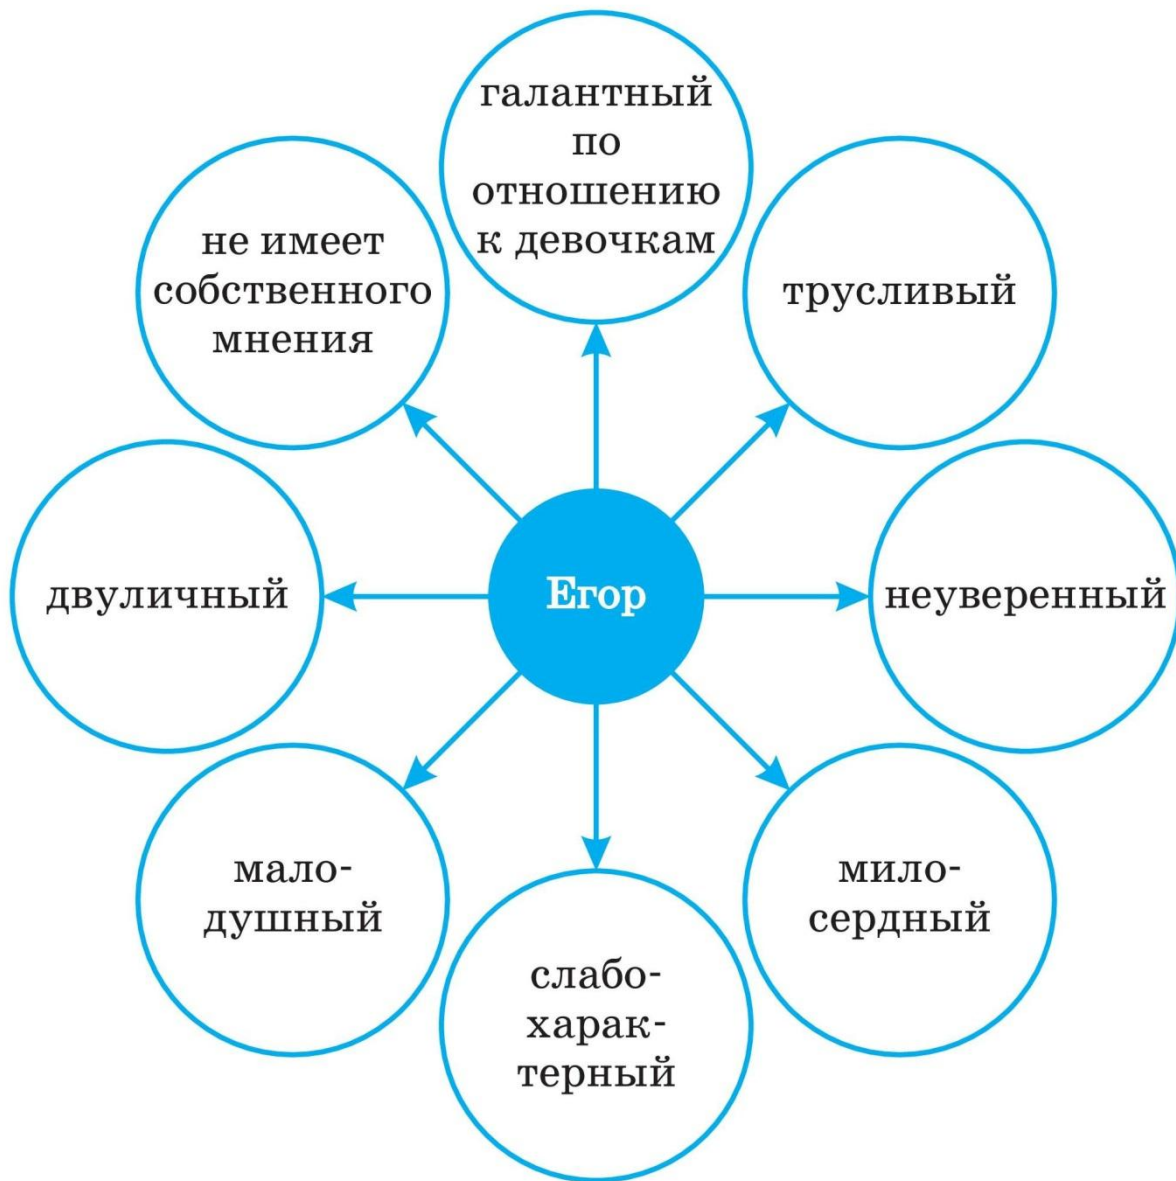 галантный
по
отношению
к девочкам
не имеет
собственного
мнения
трусливый
двуличный
Егор
неуверенный
мало-
душный
мило-
сердный
слабо-
харак-
терный